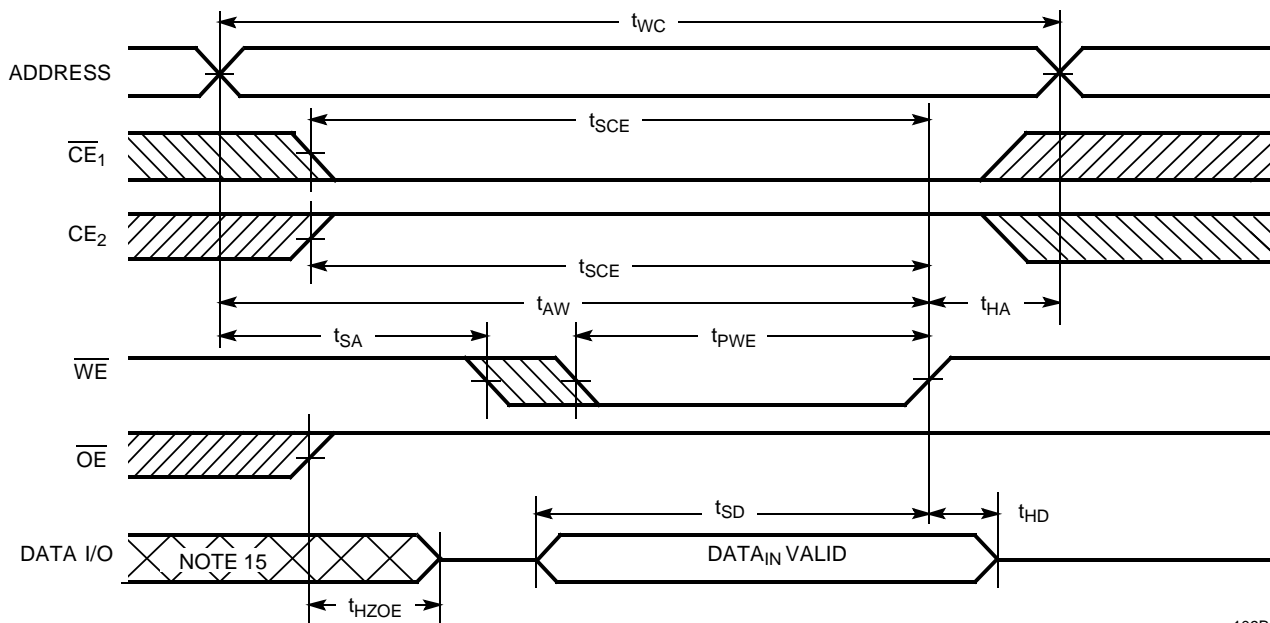 tWC
ADDRESS
tSCE
CE1
CE2
tSCE
tAW
tHA
tSA
tPWE
WE
OE
tSD
tHD
DATA I/O
NOTE 15
DATAIN VALID
tHZOE